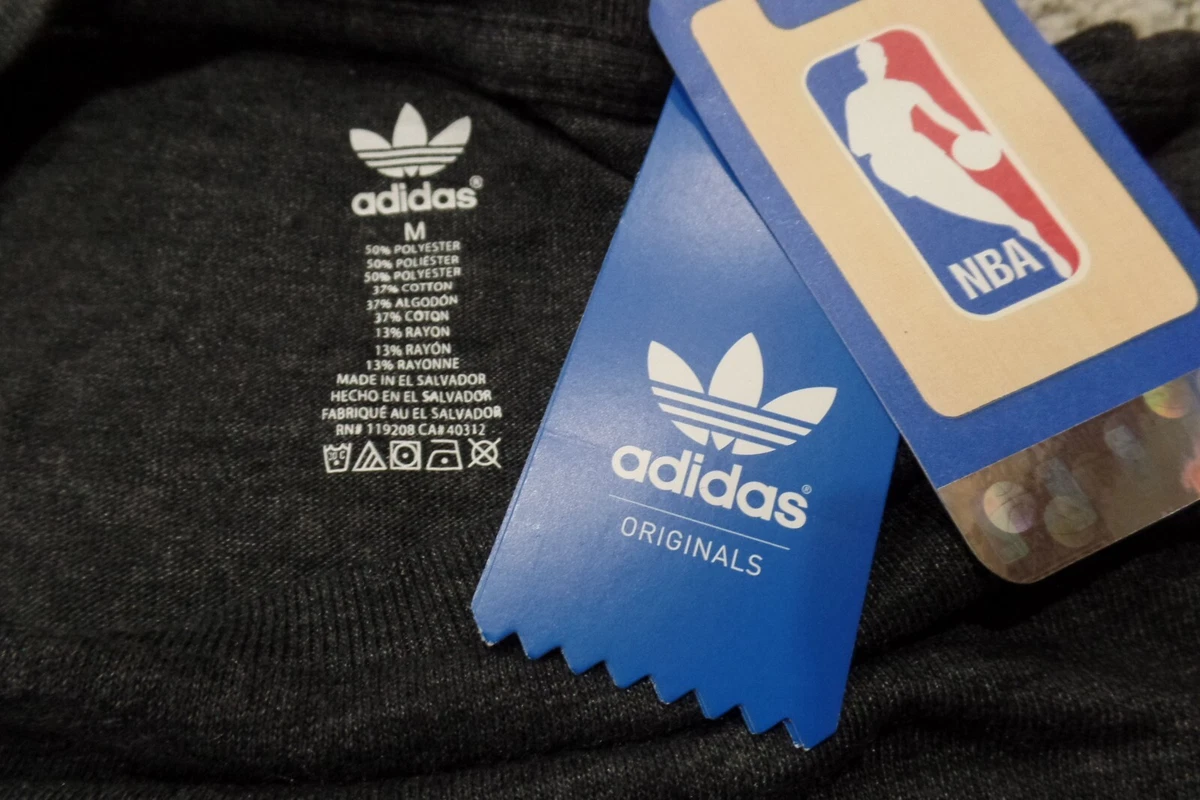 adidas®
M
50% POLYESTER
50% POLIÉSTER
50% POLYESTER
37% COTTON
37% ALGODÓN
37% COTON
13% RAYON
13% RAYÓN
13% RAYONNE
MADE IN EL SALVADOR
HECHO EN EL SALVADOR
FABRIQUÉ AU EL SALVADOR
RN# 119208 CA# 40312
adidas®
ORIGINALS
NBA